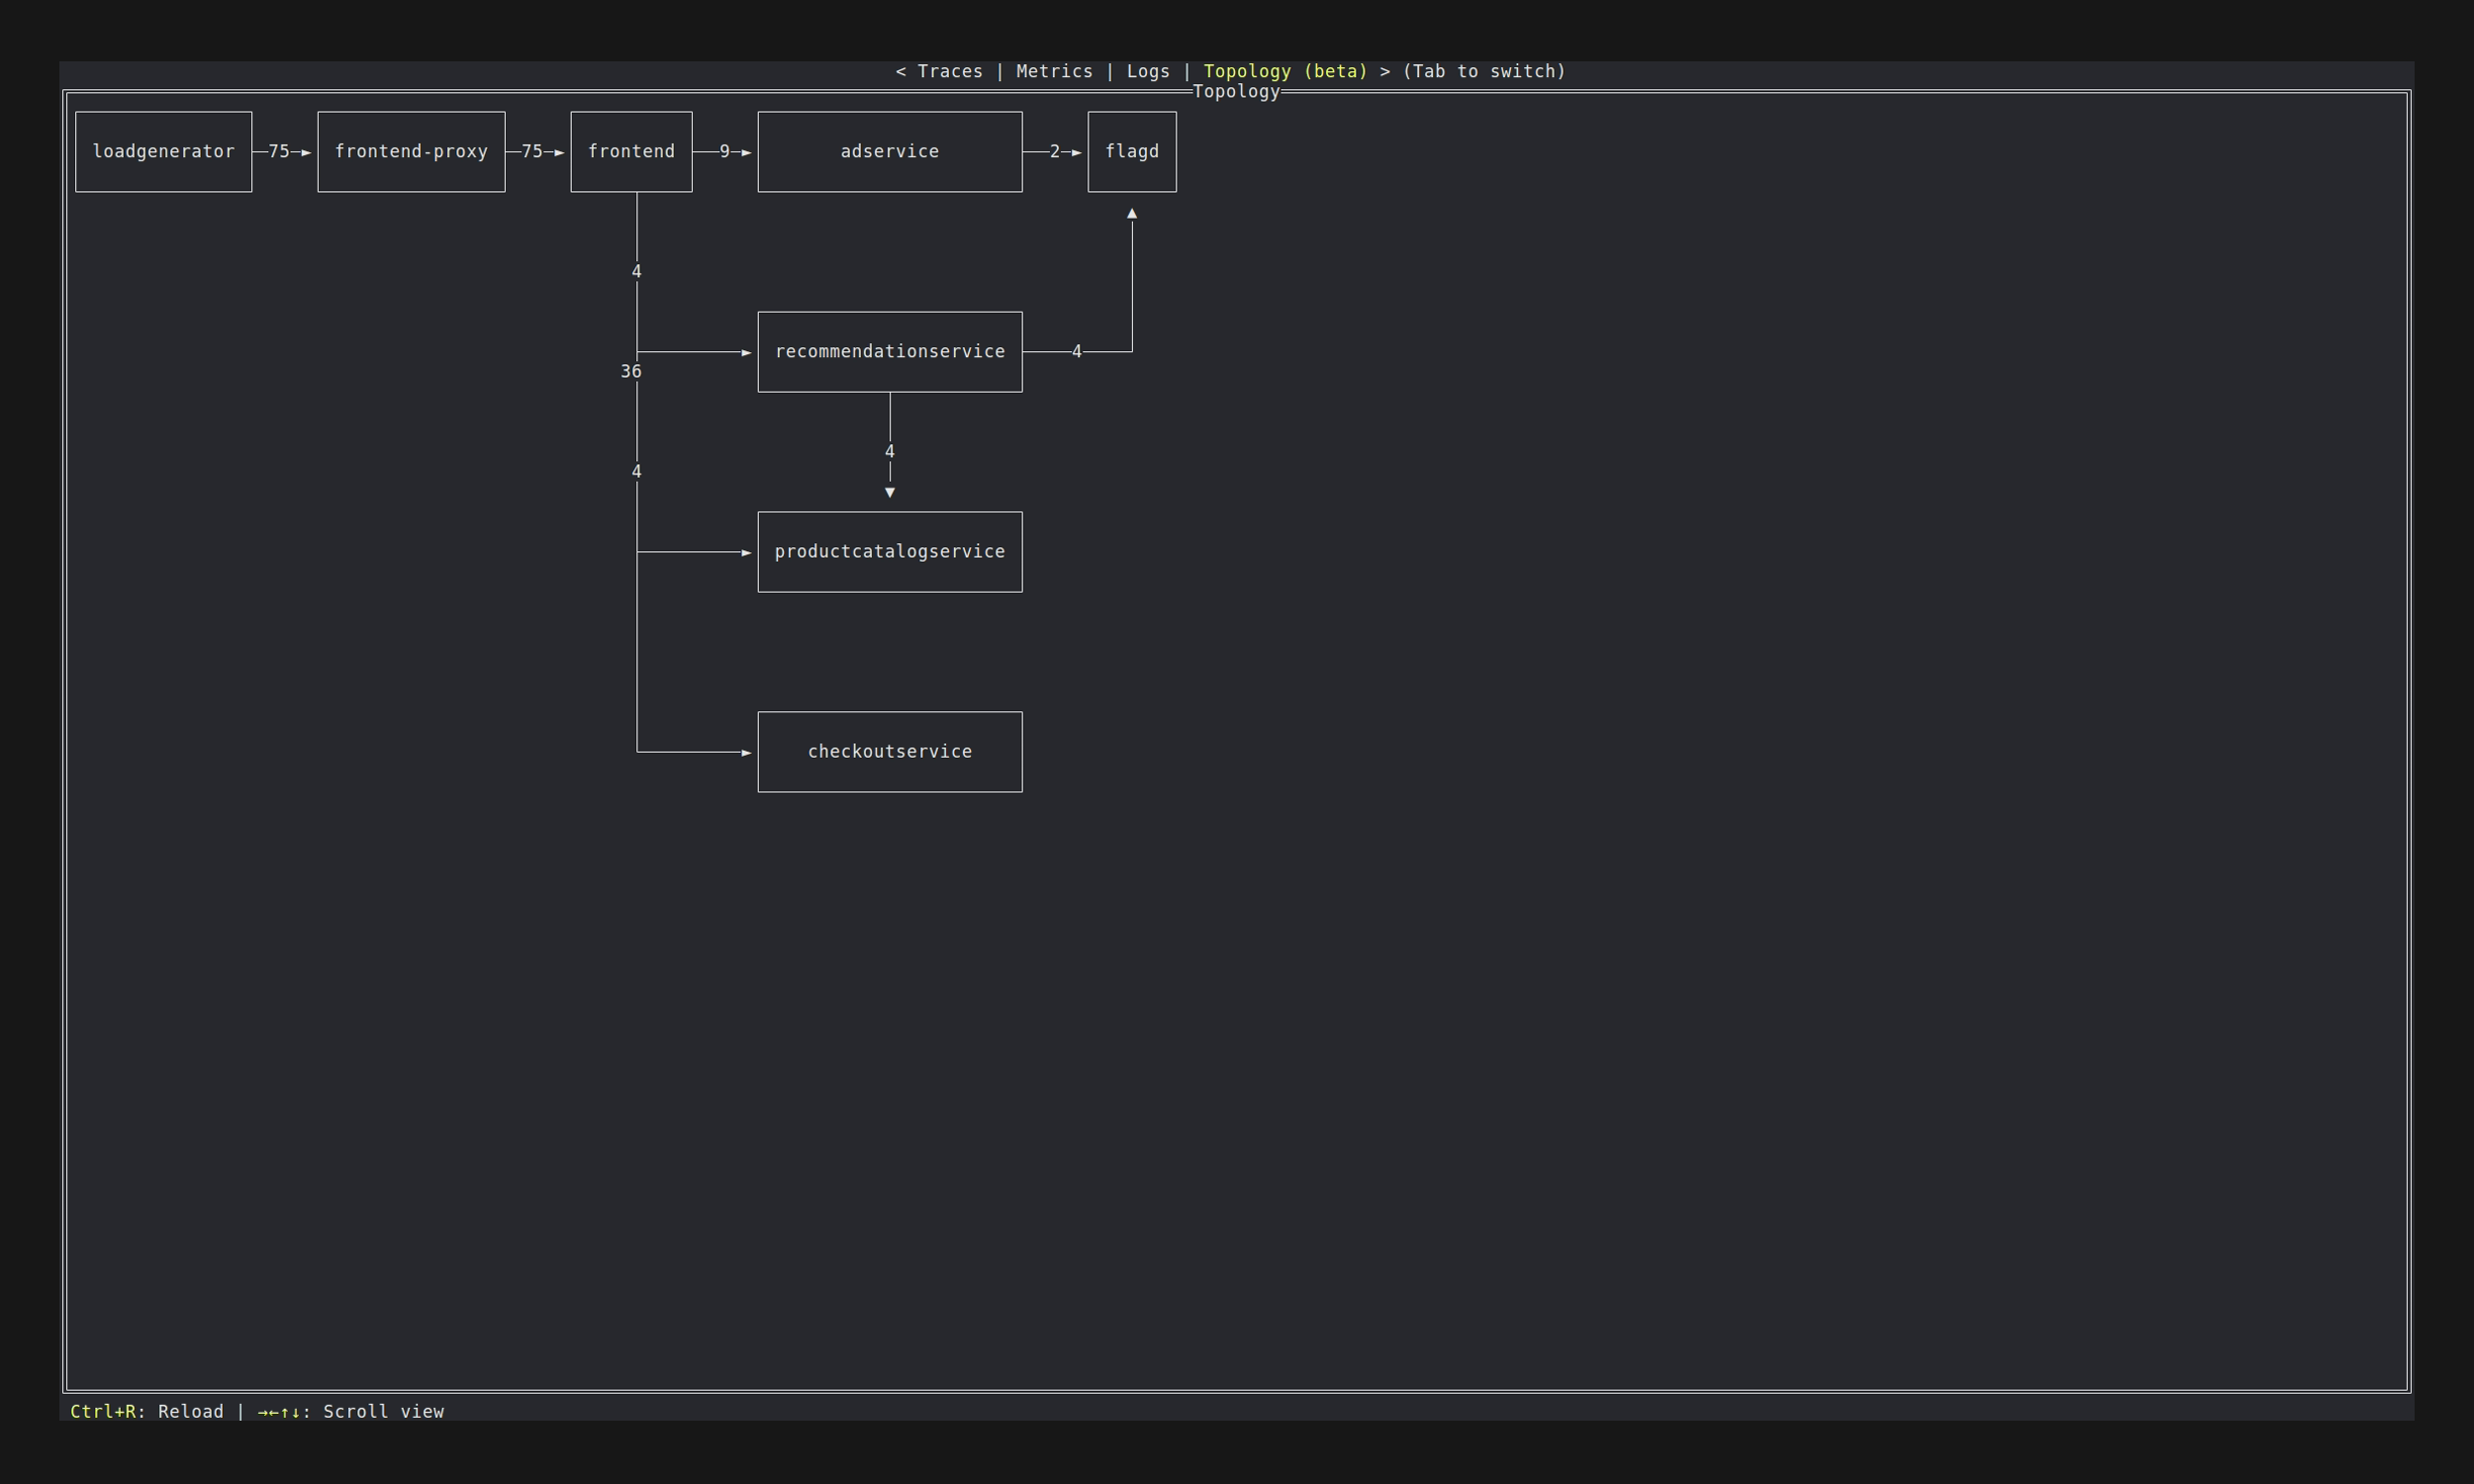 < Traces | Metrics | Logs | Topology (beta) > (Tab to switch)
Topology
loadgenerator 75 frontend-proxy 75 frontend 9 adservice 2 flagd
4
recommendationservice 4
36
4
4
productcatalogservice
checkoutservice
Ctrl+R: Reload | →←↑↓: Scroll view